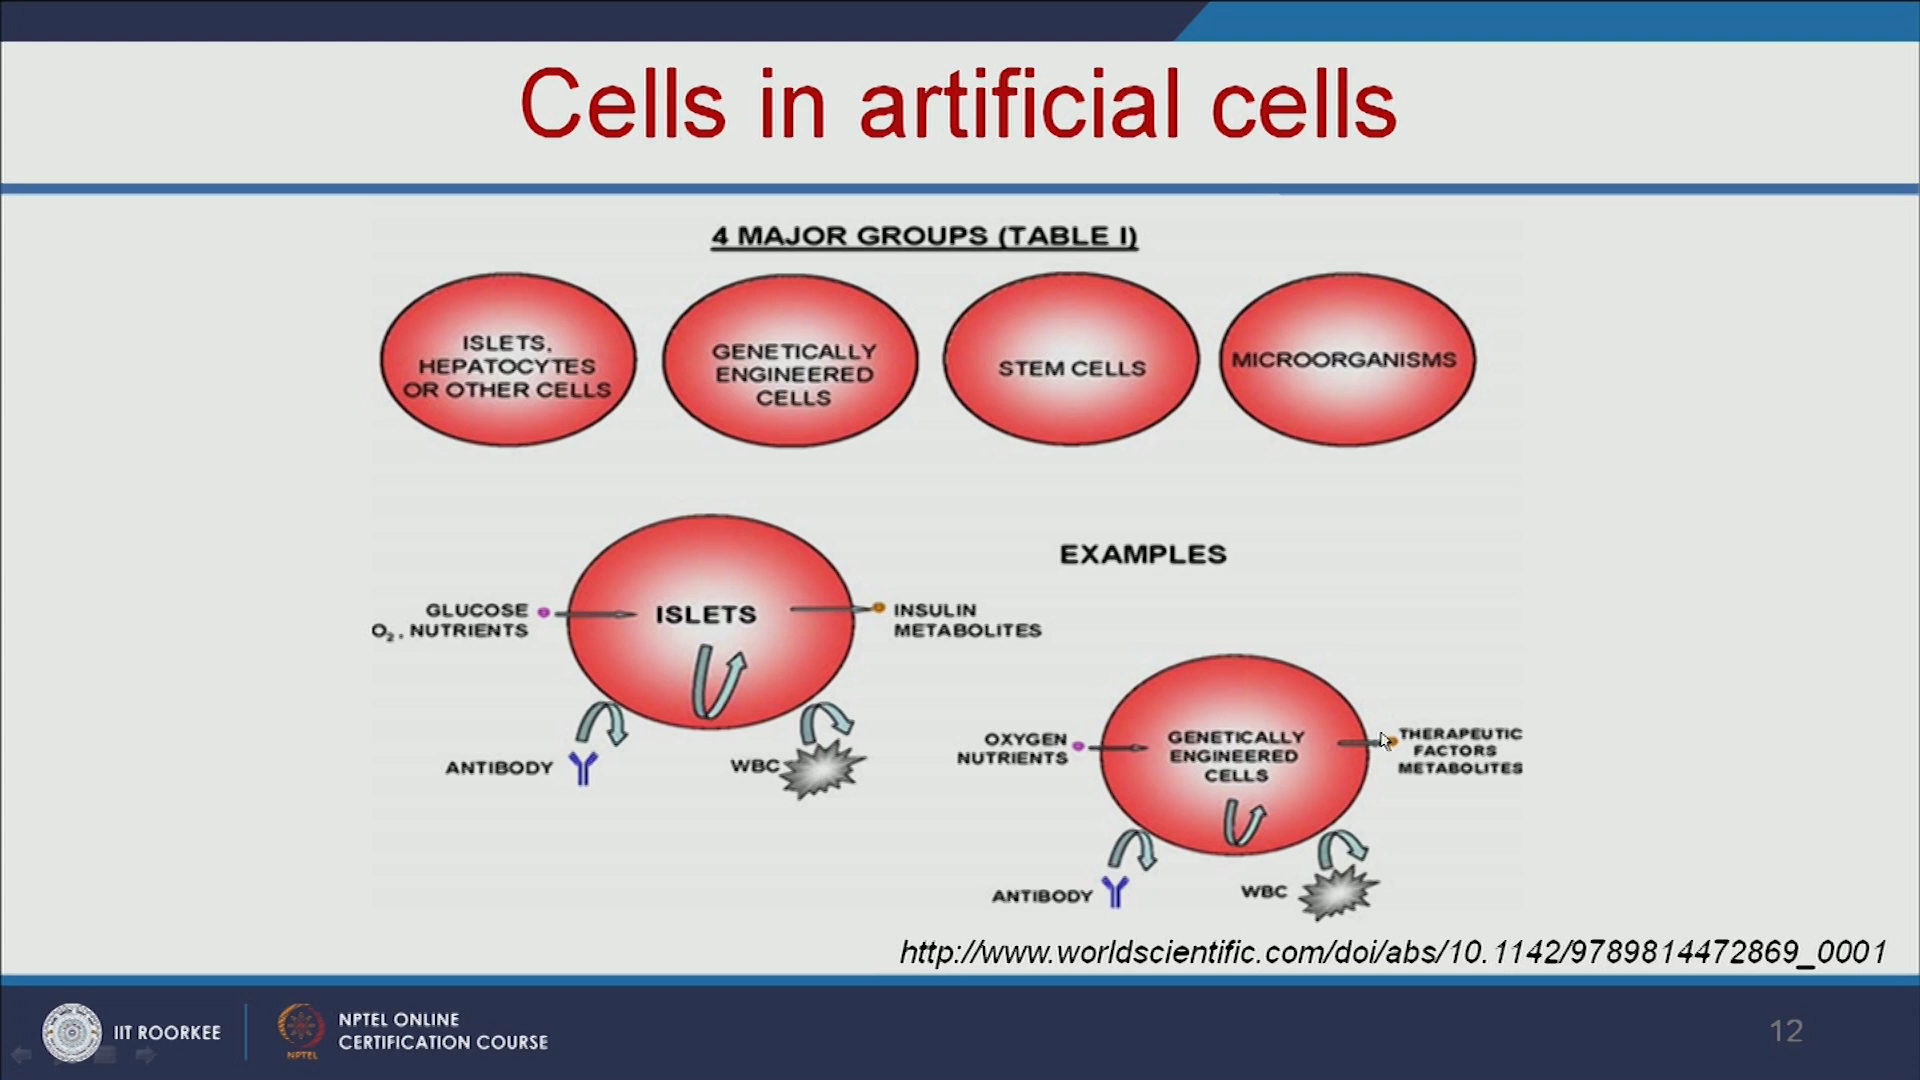 Cells in artificial cells
4 MAJOR GROUPS (TABLE I)
ISLETS,
HEPATOCYTES
OR OTHER CELLS
GENETICALLY
ENGINEERED
CELLS
STEM CELLS
MICROORGANISMS
EXAMPLES
GLUCOSE
O₂, NUTRIENTS
ISLETS
INSULIN
METABOLITES
ANTIBODY
WBC
OXYGEN
NUTRIENTS
GENETICALLY
ENGINEERED
CELLS
THERAPEUTIC
FACTORS
METABOLITES
ANTIBODY
WBC
http://www.worldscientific.com/doi/abs/10.1142/9789814472869_0001
IIT ROORKEE
NPTEL
NPTEL ONLINE
CERTIFICATION COURSE
12